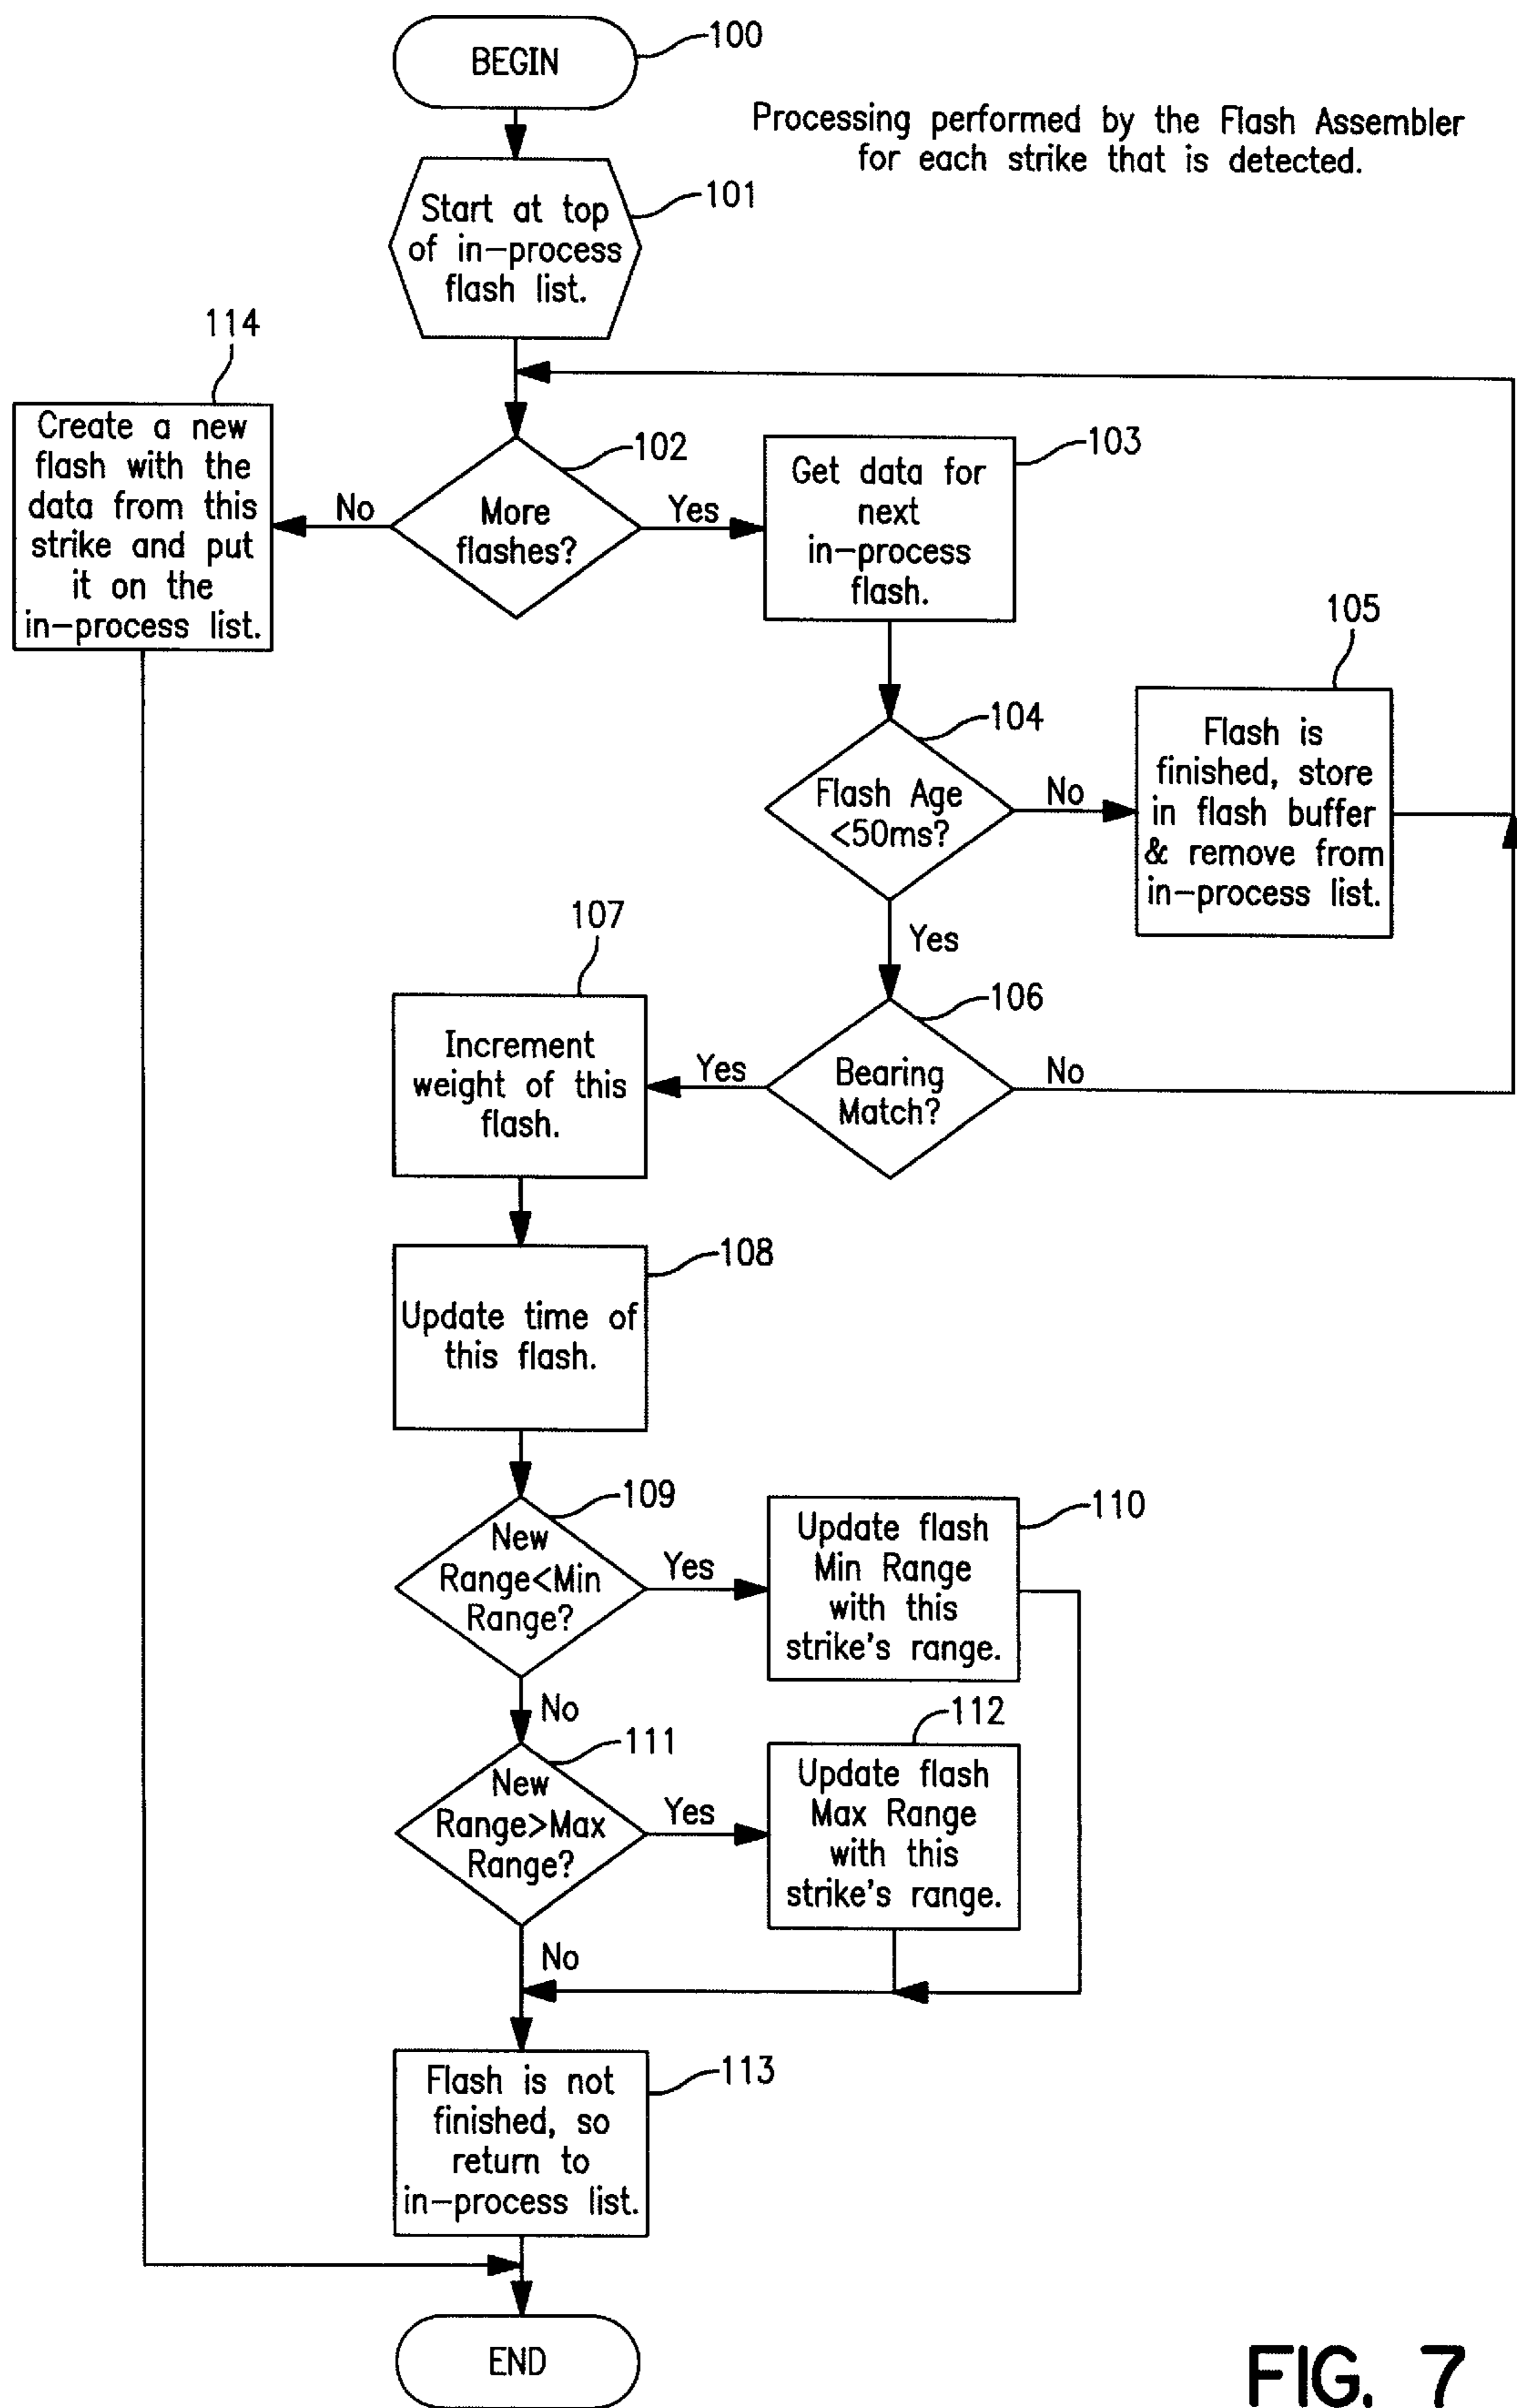 BEGIN
100
Processing performed by the Flash Assembler
for each strike that is detected.
Start at top
of in-process
flash list.
101
114
Create a new
flash with the
data from this
strike and put
it on the
in-process list.
No
More
flashes?
102
Yes
Get data for
next
in-process
flash.
103
Flash Age
<50ms?
104
No
105
Flash is
finished, store
in flash buffer
& remove from
in-process list.
Yes
107
Increment
weight of this
flash.
Yes
Bearing
Match?
106
No
Update time of
this flash.
108
New
Range<Min
Range?
109
Yes
Update flash
Min Range
with this
strike's range.
110
No
New
Range>Max
Range?
111
Yes
112
Update flash
Max Range
with this
strike's range.
No
Flash is not
finished, so
return to
in-process list.
113
END
FIG. 7